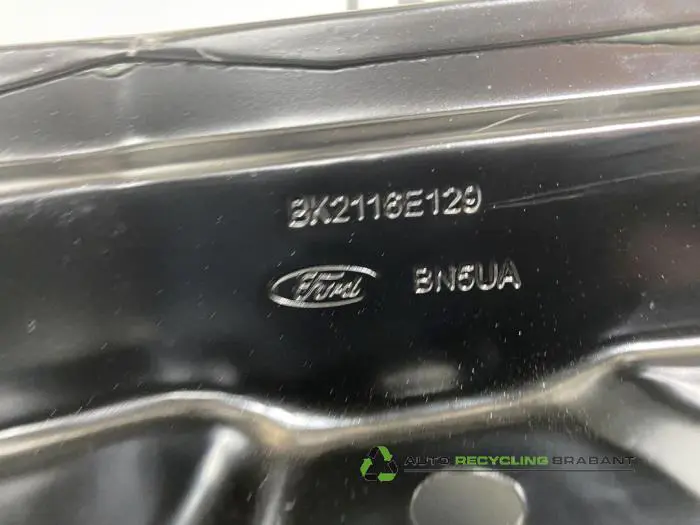 BK2116E129
Ford BN5UA
AUTO RECYCLING BRABANT